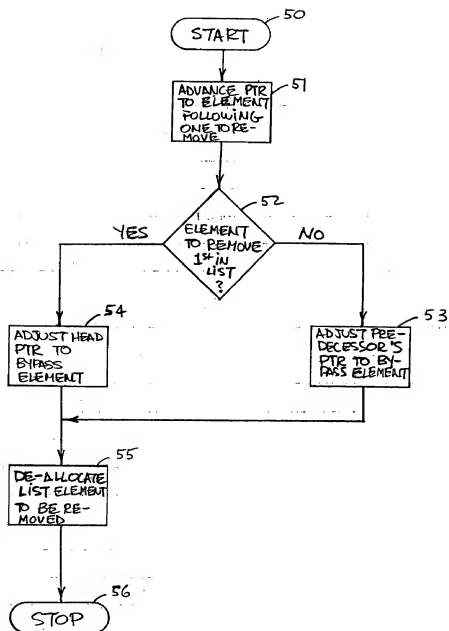 50
START
51
ADVANCE PTR
TO ELEMENT
FOLLOWING
ONE TO RE-
MOVE
52
YES
ELEMENT
TO REMOVE
1st IN
LIST
?
NO
54
ADJUST HEAD
PTR TO
BYPASS
ELEMENT
53
ADJUST PRE-
DECESSOR'S
PTR TO BY-
PASS ELEMENT
55
DE-ALLOCATE
LIST ELEMENT
TO BE RE-
MOVED
56
STOP